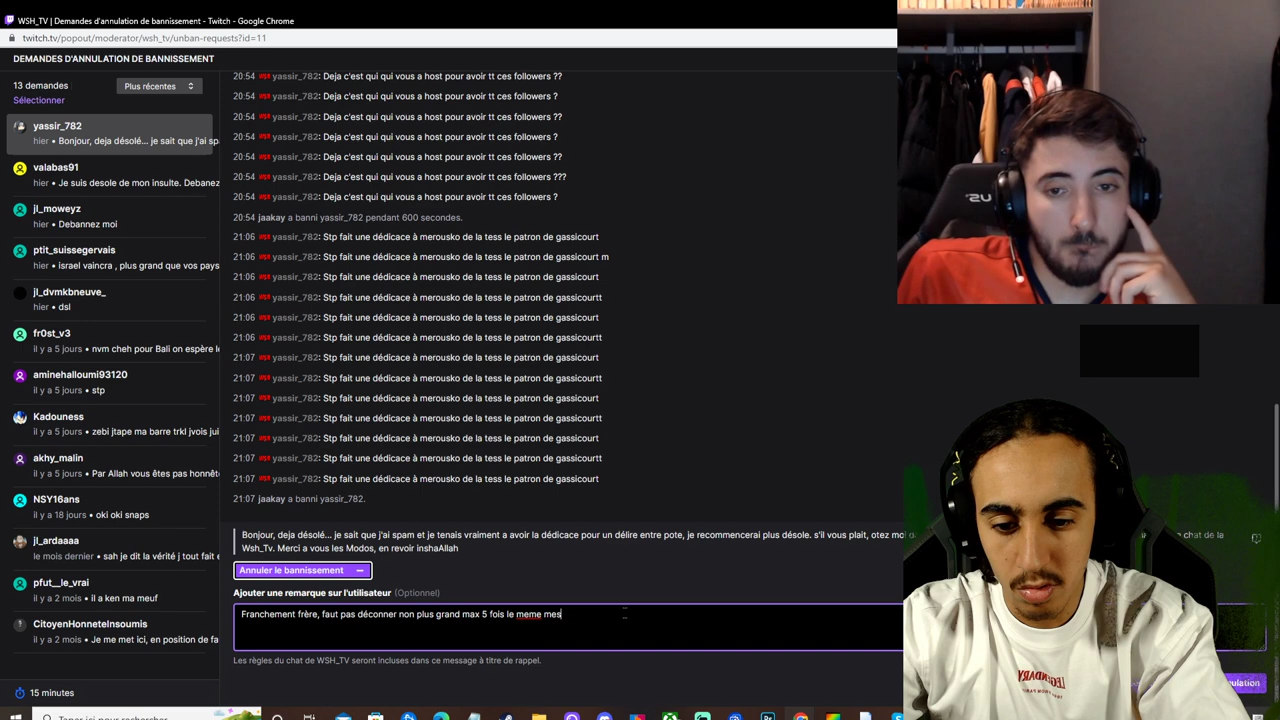 WSH_TV | Demandes d'annulation de bannissement - Twitch - Google Chrome
twitch.tv/popout/moderator/wsh_tv/unban-requests?id=11
DEMANDES D'ANNULATION DE BANNISSEMENT
13 demandes
Plus récentes
Sélectionner
yassir_782
hier • Bonjour, deja désolé... je sait que j'ai sp
valabas91
hier • Je suis desole de mon insulte. Debanez
jl_moweyz
hier • Debannez moi
ptit_suissegervais
hier • israel vaincra , plus grand que vos pays
jl_dvmkbneuve_
hier • dsl
fr0st_v3
il y a 5 jours • nvm cheh pour Bali on espère l
aminehalloumi93120
il y a 5 jours • stp
Kadouness
il y a 5 jours • zebi jtape ma barre trkl jvois jui
akhy_malin
il y a 5 jours • Par Allah vous êtes pas honnêt
NSY16ans
il y a 18 jours • oki oki snaps
jl_ardaaaa
le mois dernier • sah je dit la vérité j tout fait e
pfut__le_vrai
il y a 2 mois • il a ken ma neuf
CitoyenHonneteInsoumis
il y a 2 mois • Je me met ici, en position de fa
15 minutes
20:54 yassir_782: Deja c'est qui qui vous a host pour avoir tt ces followers ??
20:54 yassir_782: Deja c'est qui qui vous a host pour avoir tt ces followers ?
20:54 yassir_782: Deja c'est qui qui vous a host pour avoir tt ces followers ??
20:54 yassir_782: Deja c'est qui qui vous a host pour avoir tt ces followers ?
20:54 yassir_782: Deja c'est qui qui vous a host pour avoir tt ces followers ??
20:54 yassir_782: Deja c'est qui qui vous a host pour avoir tt ces followers ???
20:54 yassir_782: Deja c'est qui qui vous a host pour avoir tt ces followers ?
20:54 jaakay a banni yassir_782 pendant 600 secondes.
21:06 yassir_782: Stp fait une dédicace à merousko de la tess le patron de gassicourt
21:06 yassir_782: Stp fait une dédicace à merousko de la tess le patron de gassicourt m
21:06 yassir_782: Stp fait une dédicace à merousko de la tess le patron de gassicourt
21:06 yassir_782: Stp fait une dédicace à merousko de la tess le patron de gassicourtt
21:06 yassir_782: Stp fait une dédicace à merousko de la tess le patron de gassicourt
21:06 yassir_782: Stp fait une dédicace à merousko de la tess le patron de gassicourtt
21:07 yassir_782: Stp fait une dédicace à merousko de la tess le patron de gassicourt
21:07 yassir_782: Stp fait une dédicace à merousko de la tess le patron de gassicourtt
21:07 yassir_782: Stp fait une dédicace à merousko de la tess le patron de gassicourt
21:07 yassir_782: Stp fait une dédicace à merousko de la tess le patron de gassicourtt
21:07 yassir_782: Stp fait une dédicace à merousko de la tess le patron de gassicourt
21:07 yassir_782: Stp fait une dédicace à merousko de la tess le patron de gassicourtt
21:07 yassir_782: Stp fait une dédicace à merousko de la tess le patron de gassicourt
21:07 jaakay a banni yassir_782.
Bonjour, deja désolé... je sait que j'ai spam et je tenais vraiment a avoir la dédicace pour un délire entre pote, je recommencerai plus désole. s'il vous plait, otez moi chat de la
Wsh_Tv. Merci a vous les Modos, en revoir inshaAllah
Annuler le bannissement
Ajouter une remarque sur l'utilisateur (Optionnel)
Franchement frère, faut pas déconner non plus grand max 5 fois le meme mes
Les règles du chat de WSH_TV seront incluses dans ce message à titre de rappel.
ulation
Taper ici pour rechercher
LEGENDARY